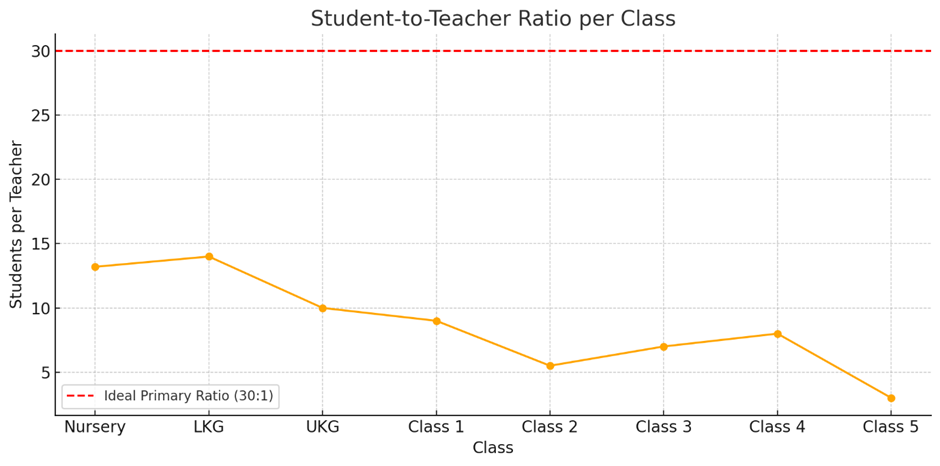 Student-to-Teacher Ratio per Class
Students per Teacher
30
25
20
15
10
5
Ideal Primary Ratio (30:1)
Nursery LKG UKG Class 1 Class 2 Class 3 Class 4 Class 5
Class